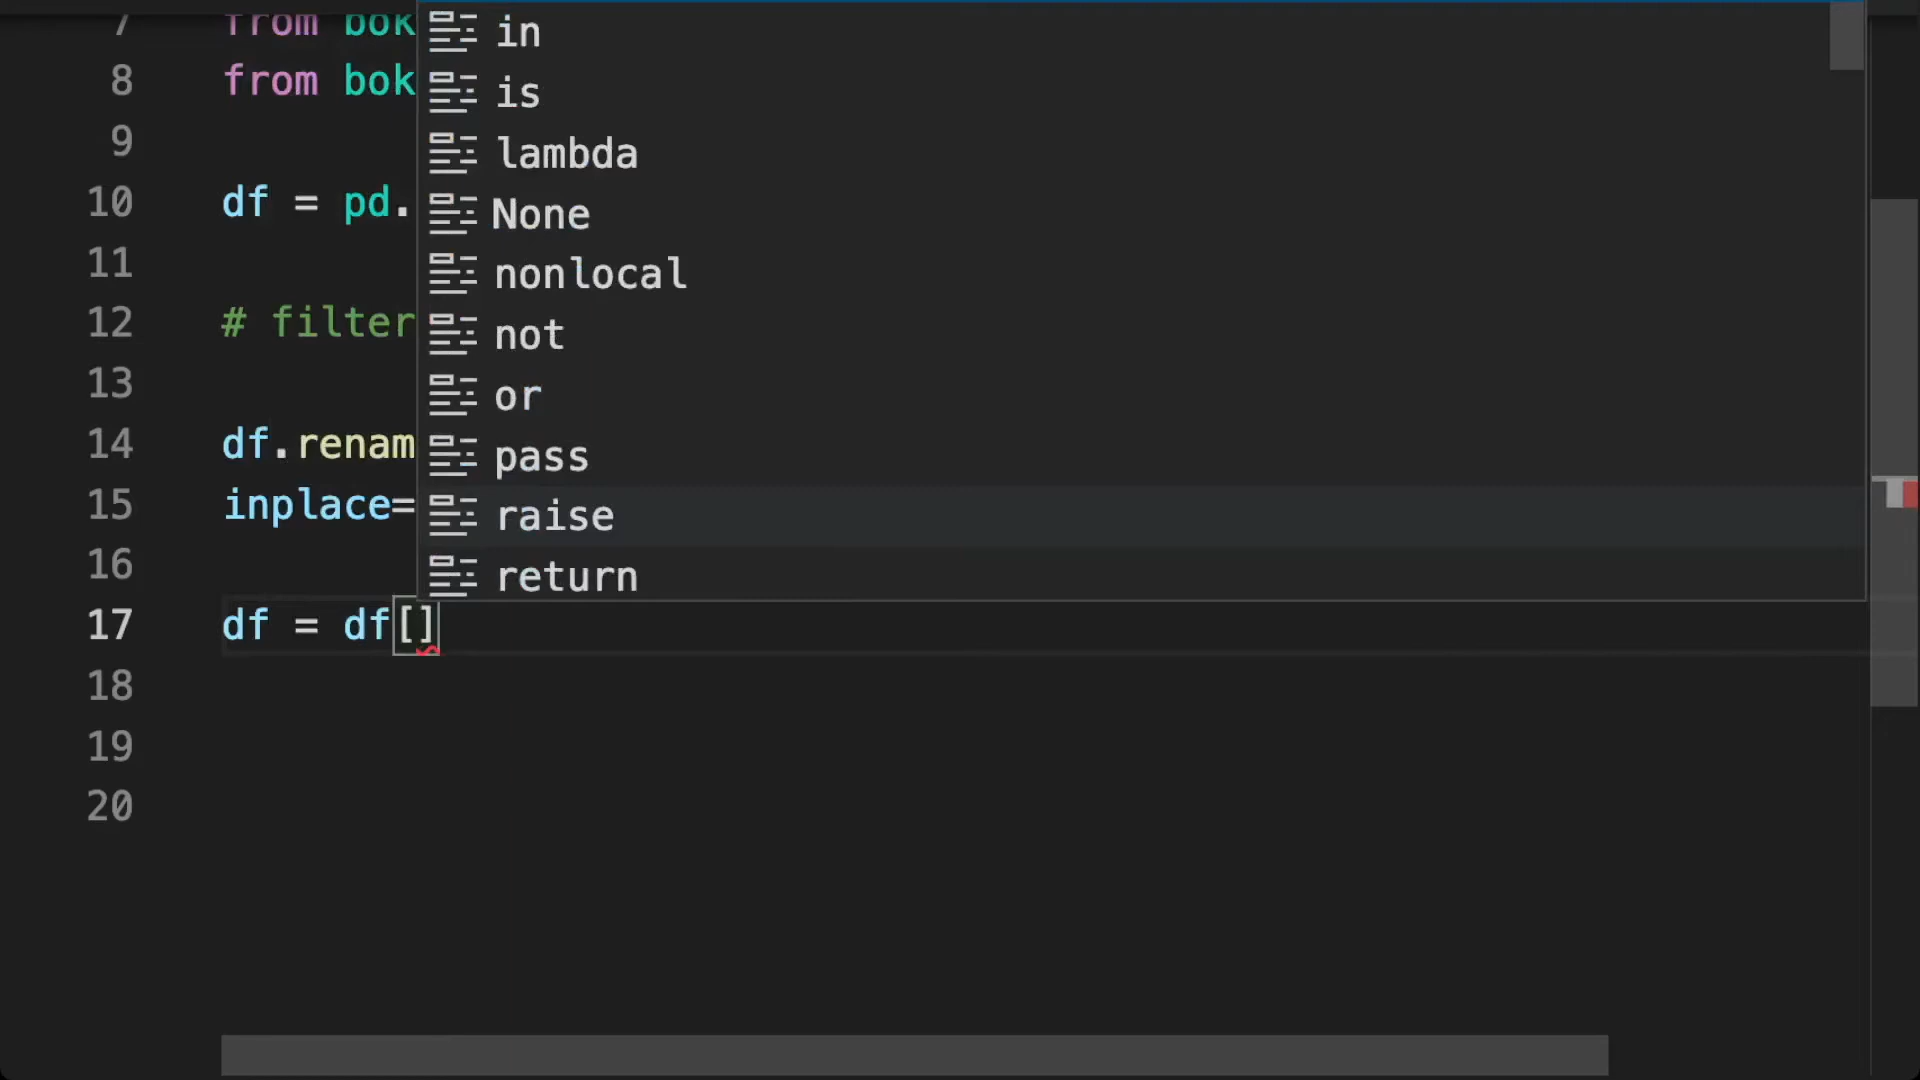 7 from bok
8 from bok
9
10 df = pd.
11
12 # filter
13
14 df.renam
15 inplace=
16
17 df = df[]
18
19
20
in
is
lambda
None
nonlocal
not
or
pass
raise
return